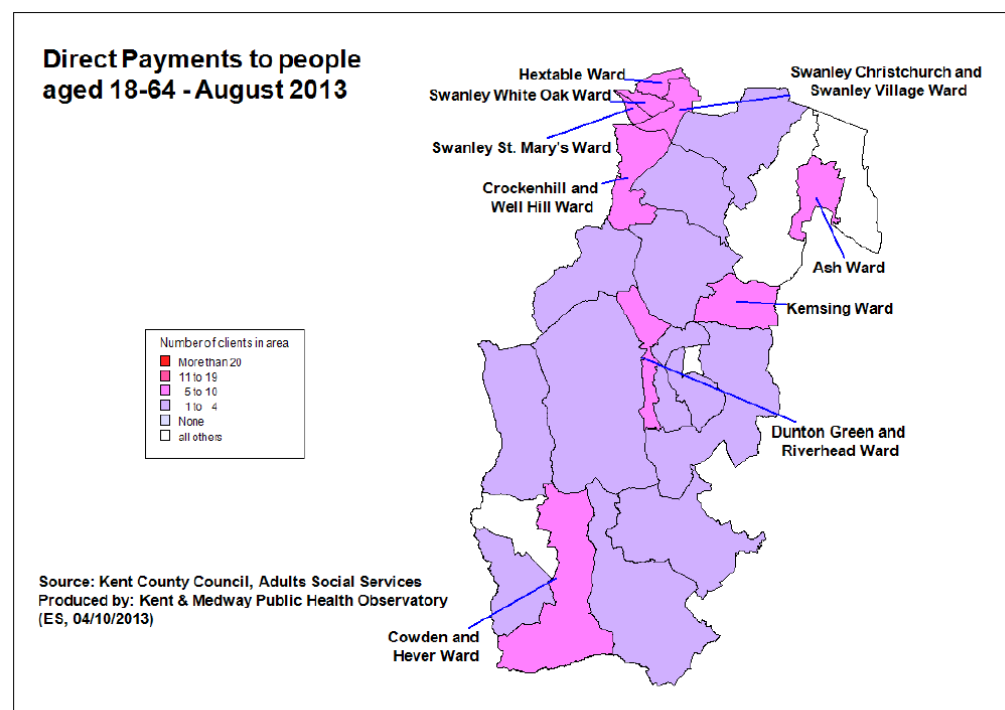 Direct Payments to people
aged 18-64 - August 2013
Hextable Ward
Swanley White Oak Ward
Swanley St. Mary's Ward
Crockenhill and
Well Hill Ward
Swanley Christchurch and
Swanley Village Ward
Ash Ward
Kemsing Ward
Dunton Green and
Riverhead Ward
Number of clients in area
More than 20
11 to 19
5 to 10
1 to 4
None
all others
Source: Kent County Council, Adults Social Services
Produced by: Kent & Medway Public Health Observatory
(ES, 04/10/2013)
Cowden and
Hever Ward